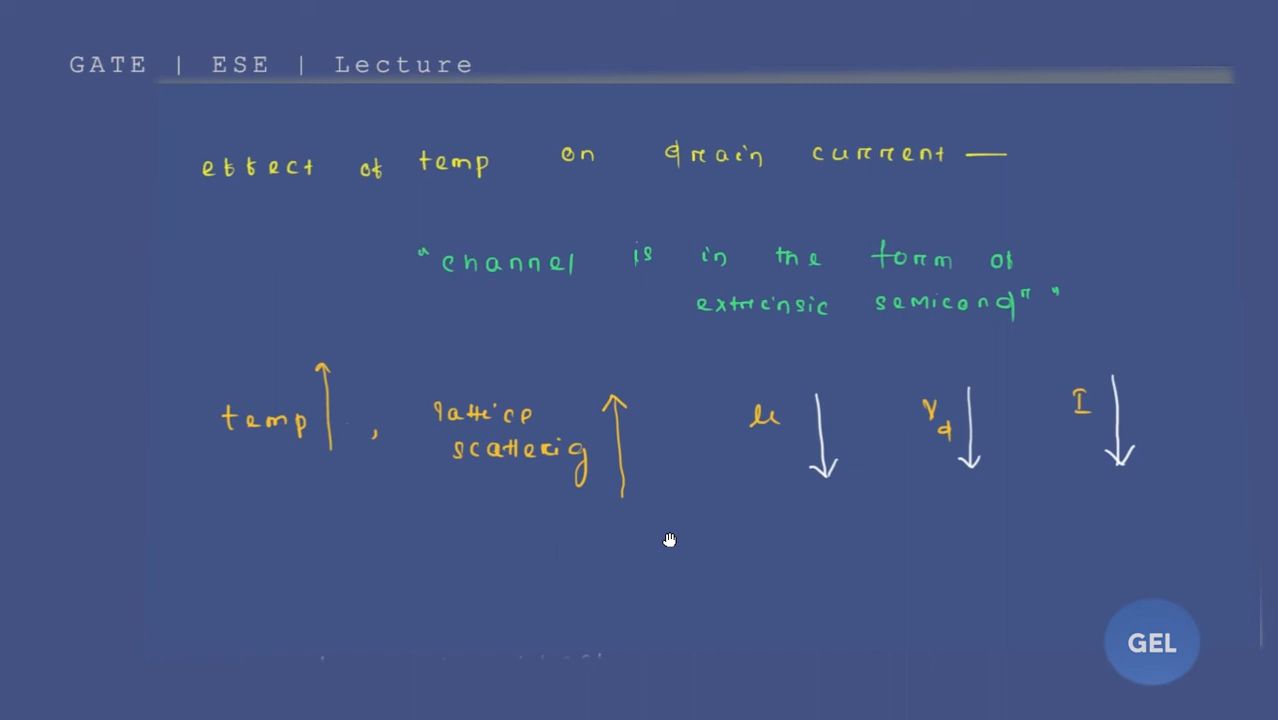 GATE | ESE | Lecture
effect of temp on drain current —
"channel is in the form of
extrinsic semicondr"
temp ↑ , lattice scatterig ↑ μ ↓ Vd ↓ I ↓
GEL